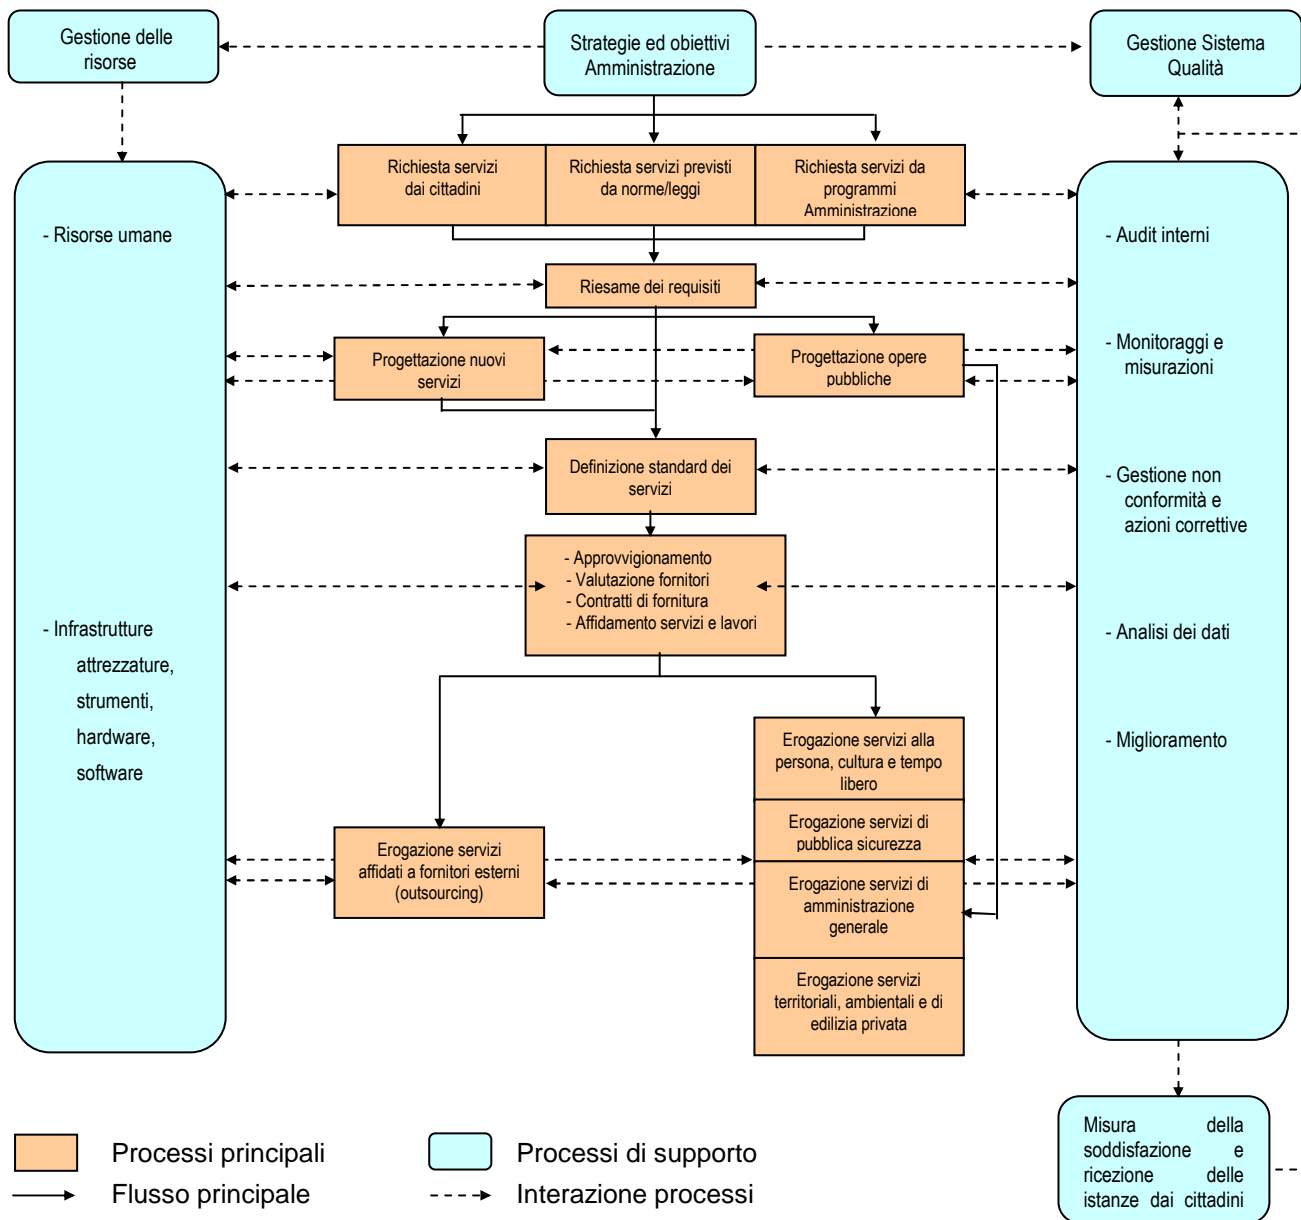 Gestione delle
risorse
Strategie ed obiettivi
Amministrazione
Gestione Sistema
Qualità
Richiesta servizi
dai cittadini
Richiesta servizi previsti
da norme/leggi
Richiesta servizi da
programmi
Amministrazione
- Risorse umane
- Audit interni
Riesame dei requisiti
Progettazione nuovi
servizi
Progettazione opere
pubbliche
- Monitoraggi e
misurazioni
Definizione standard dei
servizi
- Gestione non
conformità e
azioni correttive
- Approvvigionamento
- Valutazione fornitori
- Contratti di fornitura
- Affidamento servizi e lavori
- Infrastrutture
attrezzature,
strumenti,
hardware,
software
- Analisi dei dati
- Miglioramento
Erogazione servizi alla
persona, cultura e tempo
libero
Erogazione servizi di
pubblica sicurezza
Erogazione servizi
affidati a fornitori esterni
(outsourcing)
Erogazione servizi di
amministrazione
generale
Erogazione servizi
territoriali, ambientali e di
edilizia privata
Misura della
soddisfazione e
ricezione delle
istanze dai cittadini
Processi principali
Processi di supporto
Flusso principale
Interazione processi